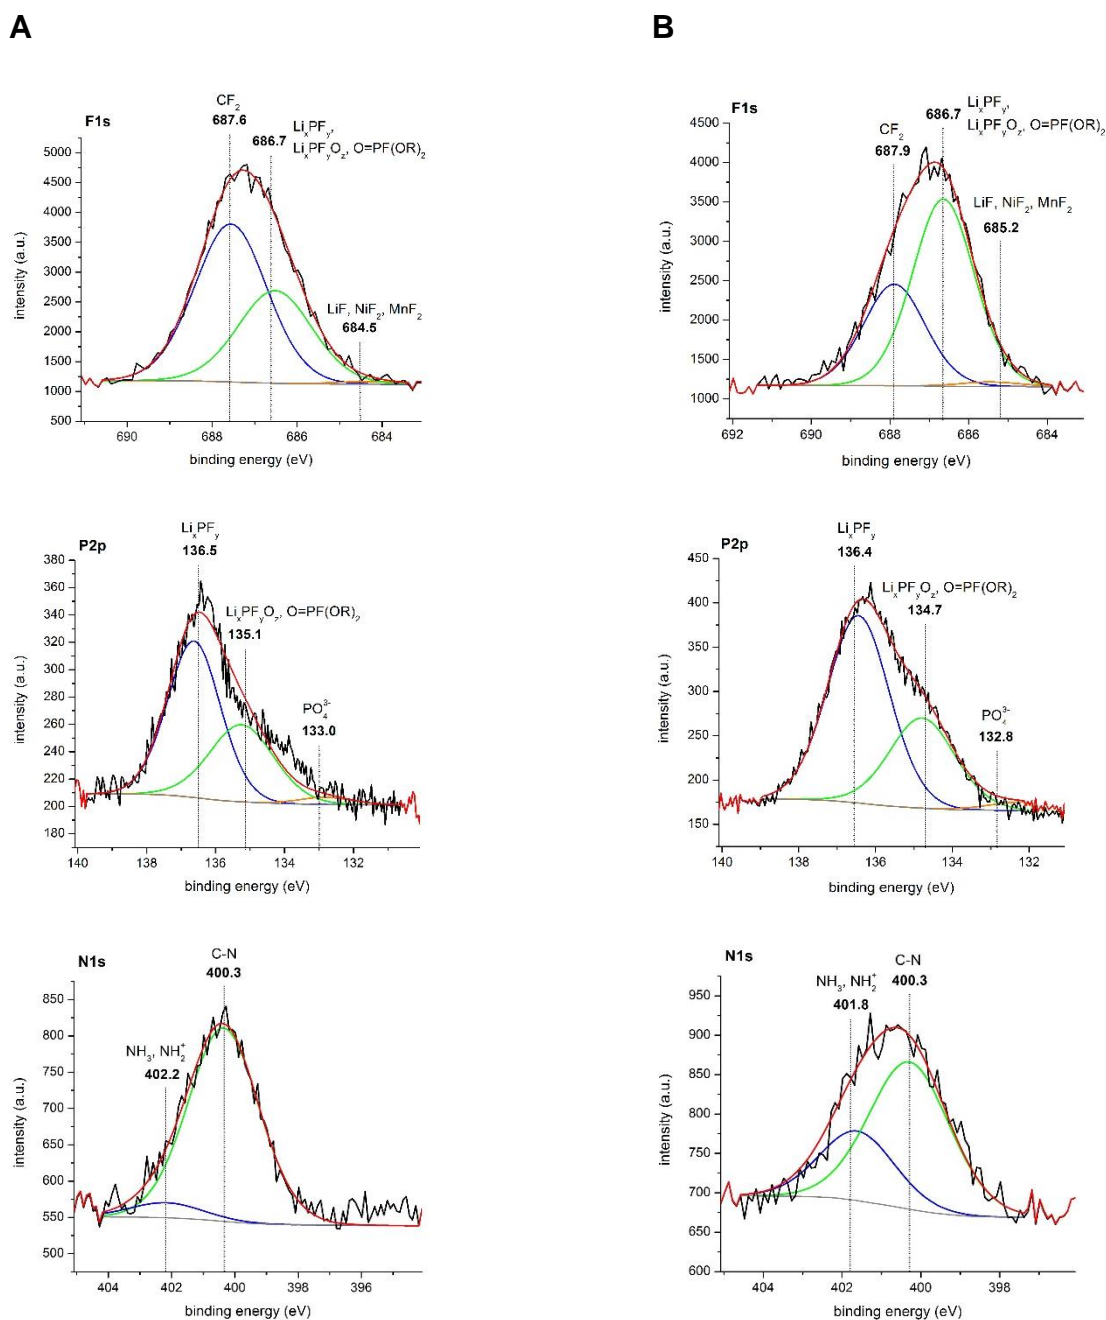 A
B
F1s
CF2
687.6
686.7
LixPFy,
LixPFyOz, O=PF(OR)2
LiF, NiF2, MnF2
684.5
5000
4500
4000
3500
3000
2500
2000
1500
1000
500
intensity (a.u.)
690 688 686 684
binding energy (eV)
F1s
CF2
687.9
686.7
LixPFy,
LixPFyOz, O=PF(OR)2
LiF, NiF2, MnF2
685.2
4500
4000
3500
3000
2500
2000
1500
1000
intensity (a.u.)
692 690 688 686 684
binding energy (eV)
P2p
LixPFy
136.5
LixPFyOz, O=PF(OR)2
135.1
PO4^3-
133.0
380
360
340
320
300
280
260
240
220
200
180
intensity (a.u.)
140 138 136 134 132
binding energy (eV)
P2p
LixPFy
136.4
LixPFyOz, O=PF(OR)2
134.7
PO4^3-
132.8
450
400
350
300
250
200
150
intensity (a.u.)
140 138 136 134 132
binding energy (eV)
N1s
C-N
400.3
NH3, NH2+
402.2
850
800
750
700
650
600
550
500
intensity (a.u.)
404 402 400 398 396
binding energy (eV)
N1s
C-N
400.3
NH3, NH2+
401.8
950
900
850
800
750
700
650
600
intensity (a.u.)
404 402 400 398
binding energy (eV)